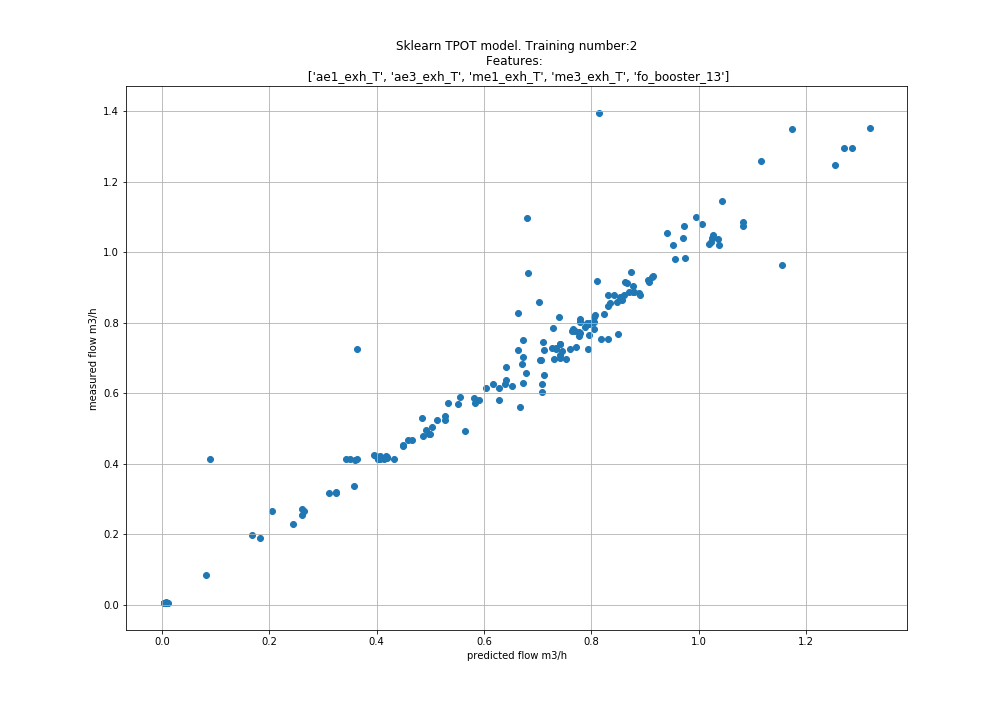 Sklearn TPOT model. Training number:2
Features:
['ae1_exh_T', 'ae3_exh_T', 'me1_exh_T', 'me3_exh_T', 'fo_booster_13']
1.4
1.2
1.0
0.8
0.6
0.4
0.2
0.0
measured flow m3/h
0.0 0.2 0.4 0.6 0.8 1.0 1.2
predicted flow m3/h